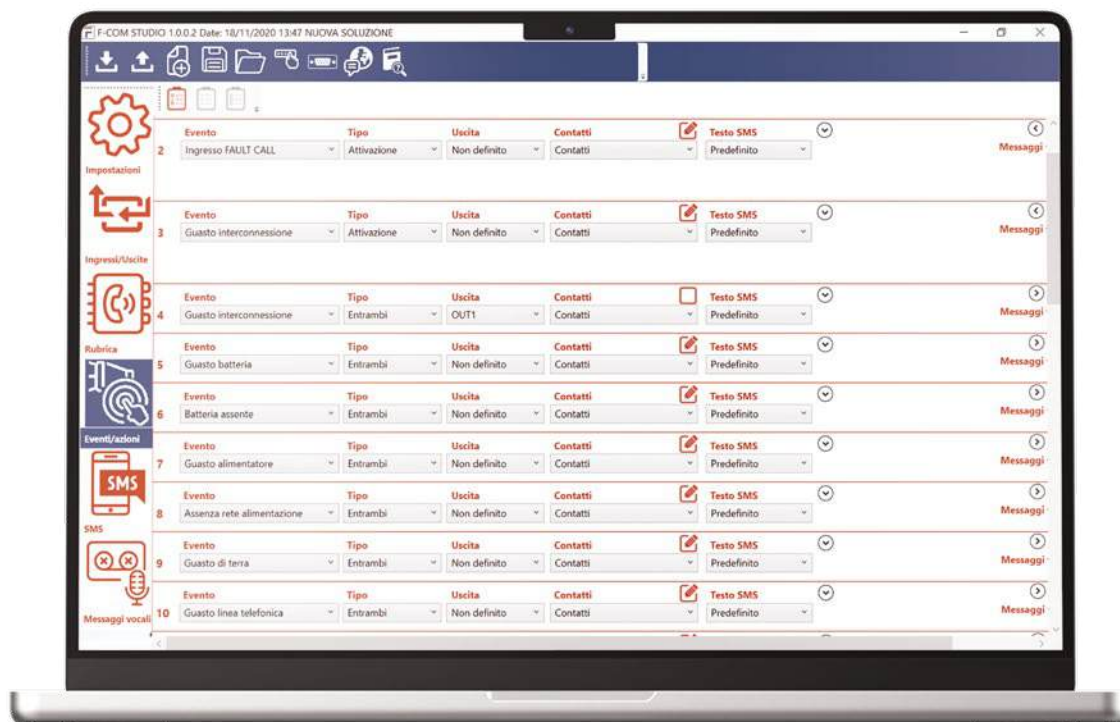 F-COM STUDIO 1.0.0.2 Date: 18/11/2020 13:47 NUOVA SOLUZIONE
Impostazioni
Ingressi/Uscite
Rubrica
Eventi/azioni
SMS
SMS
Messaggi vocali
Evento Tipo Uscita Contatti Testo SMS
2 Ingresso FAULT CALL Attivazione Non definito Contatti Predefinito Messaggi
Evento Tipo Uscita Contatti Testo SMS
3 Guasto interconnessione Attivazione Non definito Contatti Predefinito Messaggi
Evento Tipo Uscita Contatti Testo SMS
4 Guasto interconnessione Entrambi OUT1 Contatti Predefinito Messaggi
Evento Tipo Uscita Contatti Testo SMS
5 Guasto batteria Entrambi Non definito Contatti Predefinito Messaggi
Evento Tipo Uscita Contatti Testo SMS
6 Batteria assente Entrambi Non definito Contatti Predefinito Messaggi
Evento Tipo Uscita Contatti Testo SMS
7 Guasto alimentatore Entrambi Non definito Contatti Predefinito Messaggi
Evento Tipo Uscita Contatti Testo SMS
8 Assenza rete alimentazione Entrambi Non definito Contatti Predefinito Messaggi
Evento Tipo Uscita Contatti Testo SMS
9 Guasto di terra Entrambi Non definito Contatti Predefinito Messaggi
Evento Tipo Uscita Contatti Testo SMS
10 Guasto linea telefonica Entrambi Non definito Contatti Predefinito Messaggi